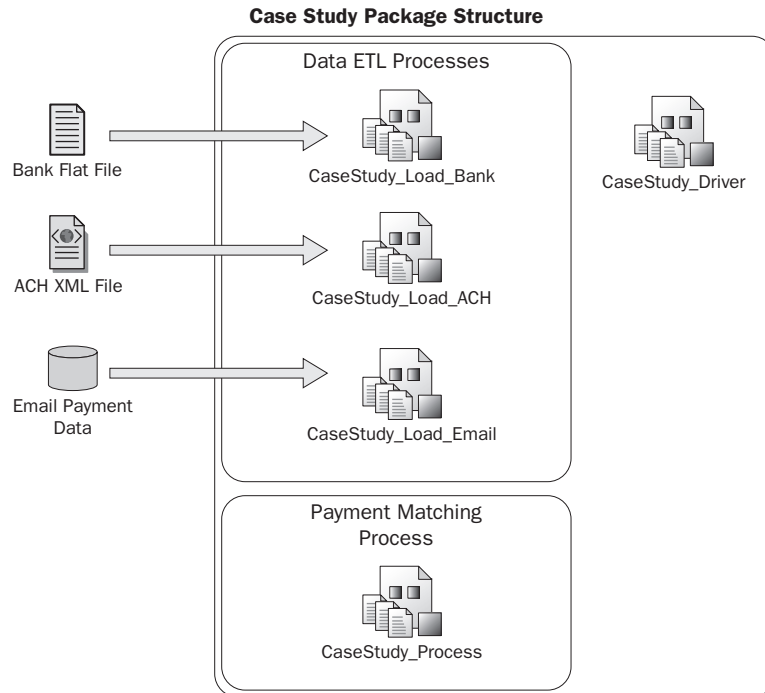 Case Study Package Structure
Data ETL Processes
Bank Flat File
CaseStudy_Load_Bank
CaseStudy_Driver
ACH XML File
CaseStudy_Load_ACH
Email Payment
Data
CaseStudy_Load_Email
Payment Matching
Process
CaseStudy_Process